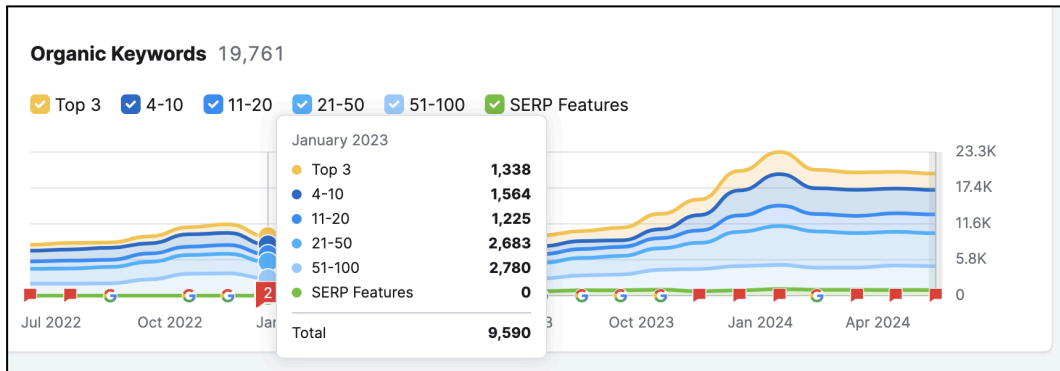 Organic Keywords 19,761
Top 3 4-10 11-20 21-50 51-100 SERP Features
January 2023
Top 3 1,338
4-10 1,564
11-20 1,225
21-50 2,683
51-100 2,780
SERP Features 0
Total 9,590
23.3K
17.4K
11.6K
5.8K
0
2
Jul 2022 Oct 2022 Jan 3 Oct 2023 Jan 2024 Apr 2024